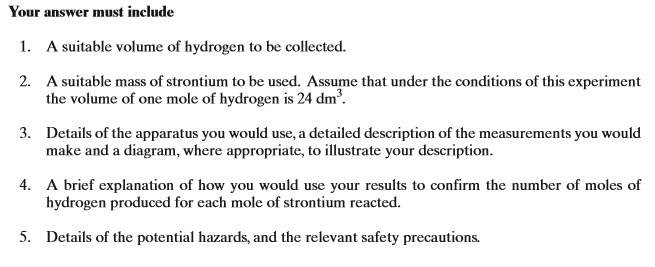 Your answer must include
1. A suitable volume of hydrogen to be collected.
2. A suitable mass of strontium to be used. Assume that under the conditions of this experiment
the volume of one mole of hydrogen is 24 dm³.
3. Details of the apparatus you would use, a detailed description of the measurements you would
make and a diagram, where appropriate, to illustrate your description.
4. A brief explanation of how you would use your results to confirm the number of moles of
hydrogen produced for each mole of strontium reacted.
5. Details of the potential hazards, and the relevant safety precautions.